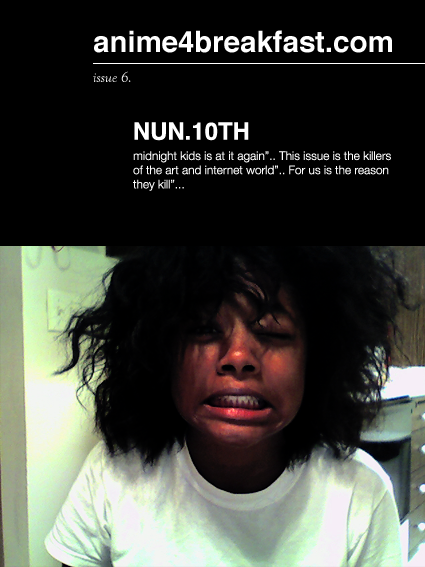 anime4breakfast.com
issue 6.
NUN.10TH
midnight kids is at it again”.. This issue is the killers
of the art and internet world”.. For us is the reason
they kill”...